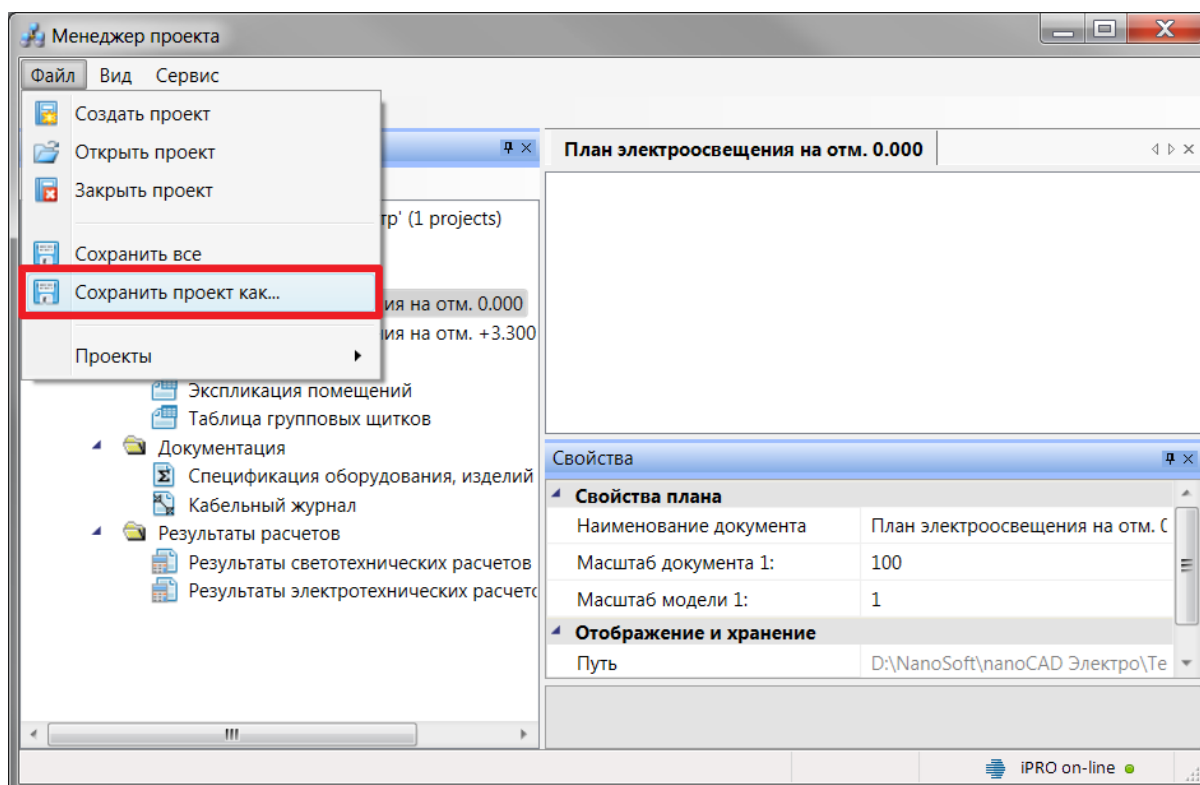 Менеджер проекта
Файл Вид Сервис
Создать проект
Открыть проект
Закрыть проект
Сохранить все
Сохранить проект как...
Проекты
' (1 projects)
на отм. 0.000
на отм. +3.300
Экспликация помещений
Таблица групповых щитков
Документация
Спецификация оборудования, изделий
Кабельный журнал
Результаты расчетов
Результаты светотехнических расчетов
Результаты электротехнических расчетс
План электроосвещения на отм. 0.000
Свойства
Свойства плана
Наименование документа План электроосвещения на отм. 0
Масштаб документа 1: 100
Масштаб модели 1: 1
Отображение и хранение
Путь D:\NanoSoft\nanoCAD Электро\Te
iPRO on-line